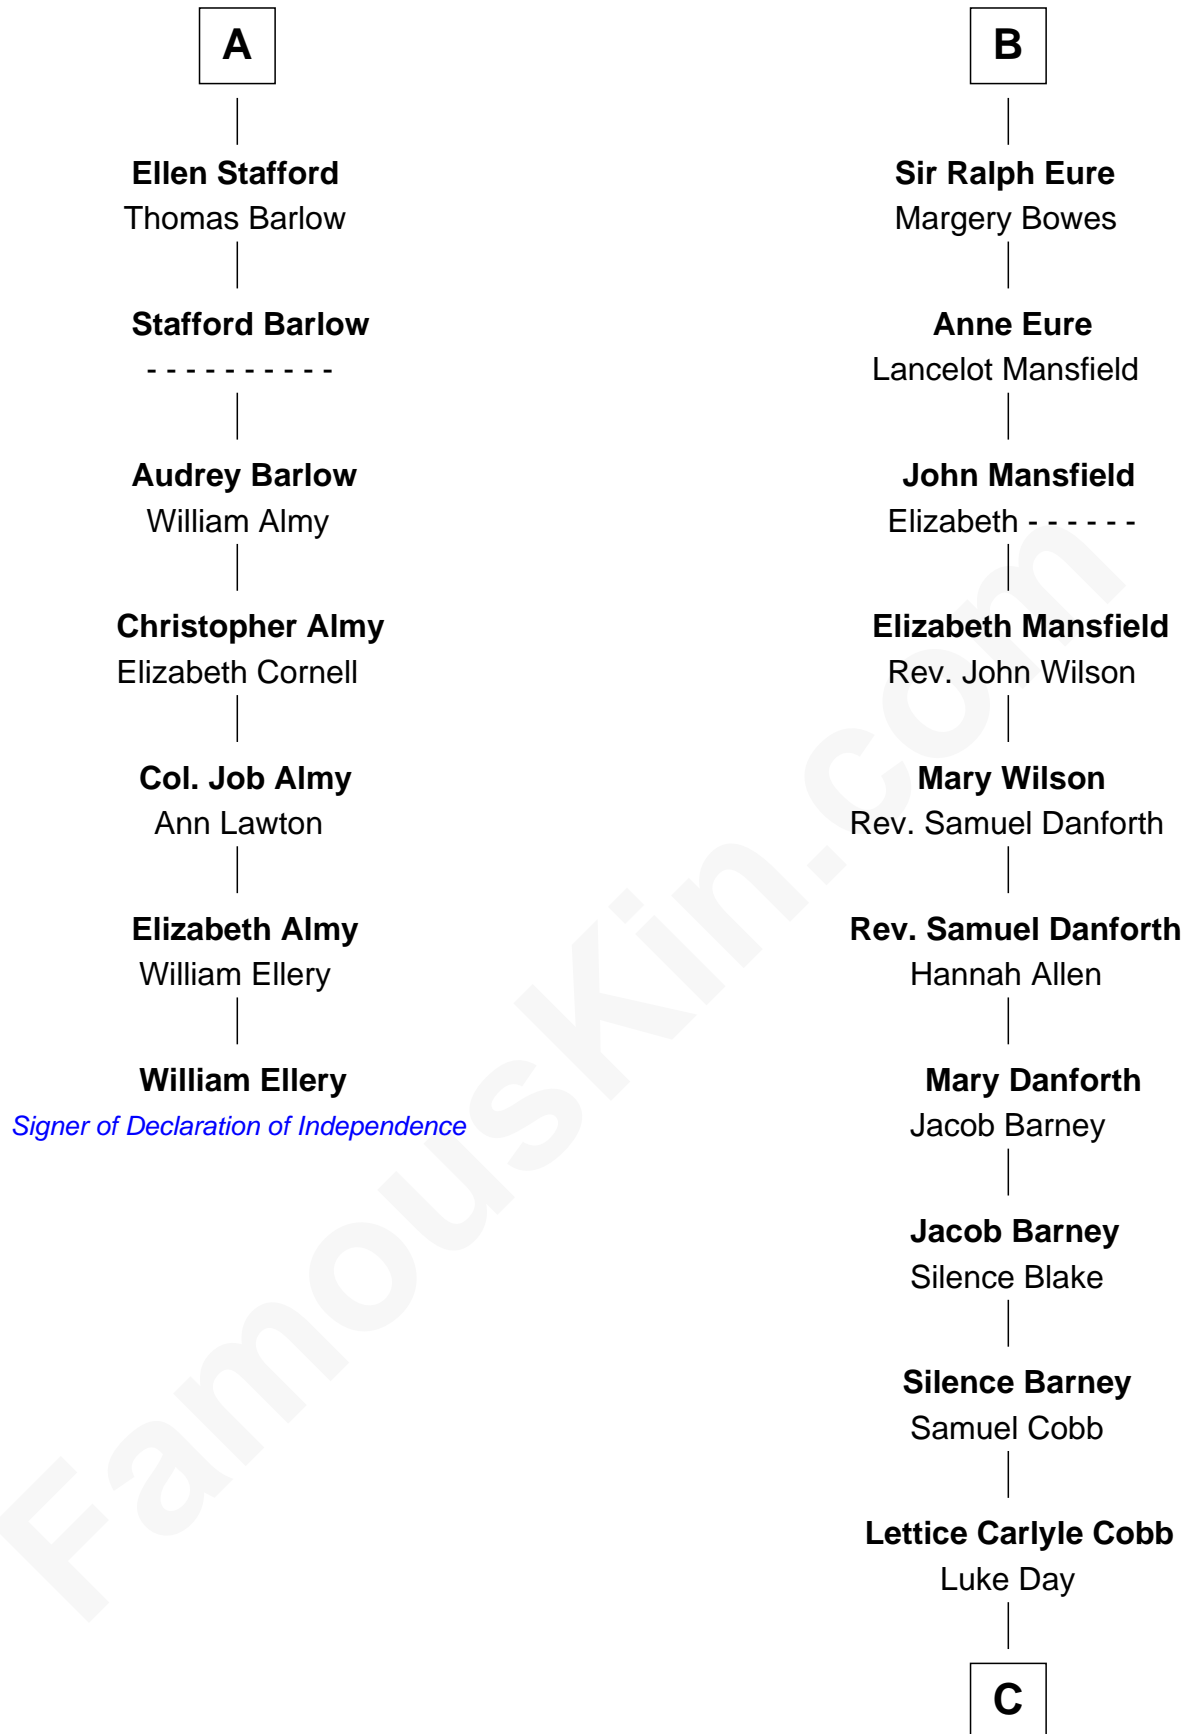 A
Ellen Stafford
Thomas Barlow
Stafford Barlow
- - - - - - - - - -
Audrey Barlow
William Almy
Christopher Almy
Elizabeth Cornell
Col. Job Almy
Ann Lawton
Elizabeth Almy
William Ellery
William Ellery
Signer of Declaration of Independence
B
Sir Ralph Eure
Margery Bowes
Anne Eure
Lancelot Mansfield
John Mansfield
Elizabeth - - - - - -
Elizabeth Mansfield
Rev. John Wilson
Mary Wilson
Rev. Samuel Danforth
Rev. Samuel Danforth
Hannah Allen
Mary Danforth
Jacob Barney
Jacob Barney
Silence Blake
Silence Barney
Samuel Cobb
Lettice Carlyle Cobb
Luke Day
C
FamousKin.com